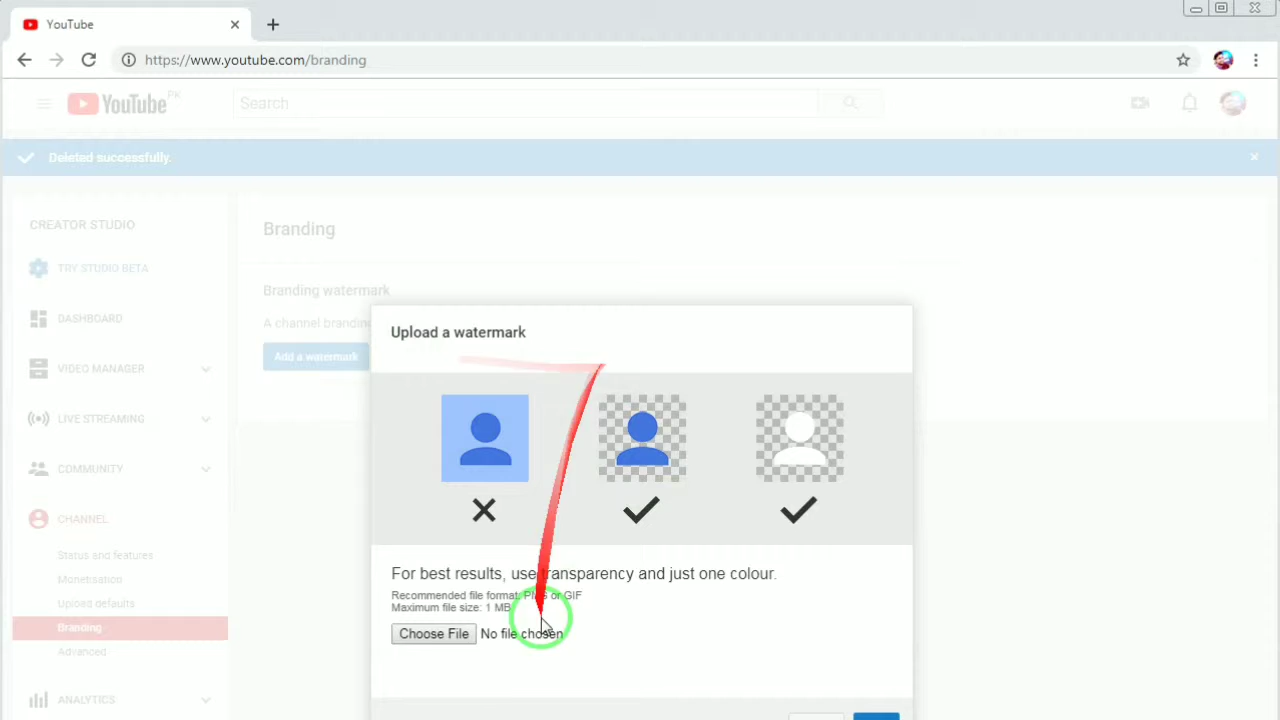 YouTube
https://www.youtube.com/branding
YouTube PK
Search
Deleted successfully.
CREATOR STUDIO
TRY STUDIO BETA
DASHBOARD
VIDEO MANAGER
LIVE STREAMING
COMMUNITY
CHANNEL
Status and features
Monetisation
Upload defaults
Branding
Advanced
ANALYTICS
Branding
Branding watermark
A channel branding
Add a watermark
Upload a watermark
For best results, use transparency and just one colour.
Recommended file format: PNG or GIF
Maximum file size: 1 MB
Choose File No file chosen